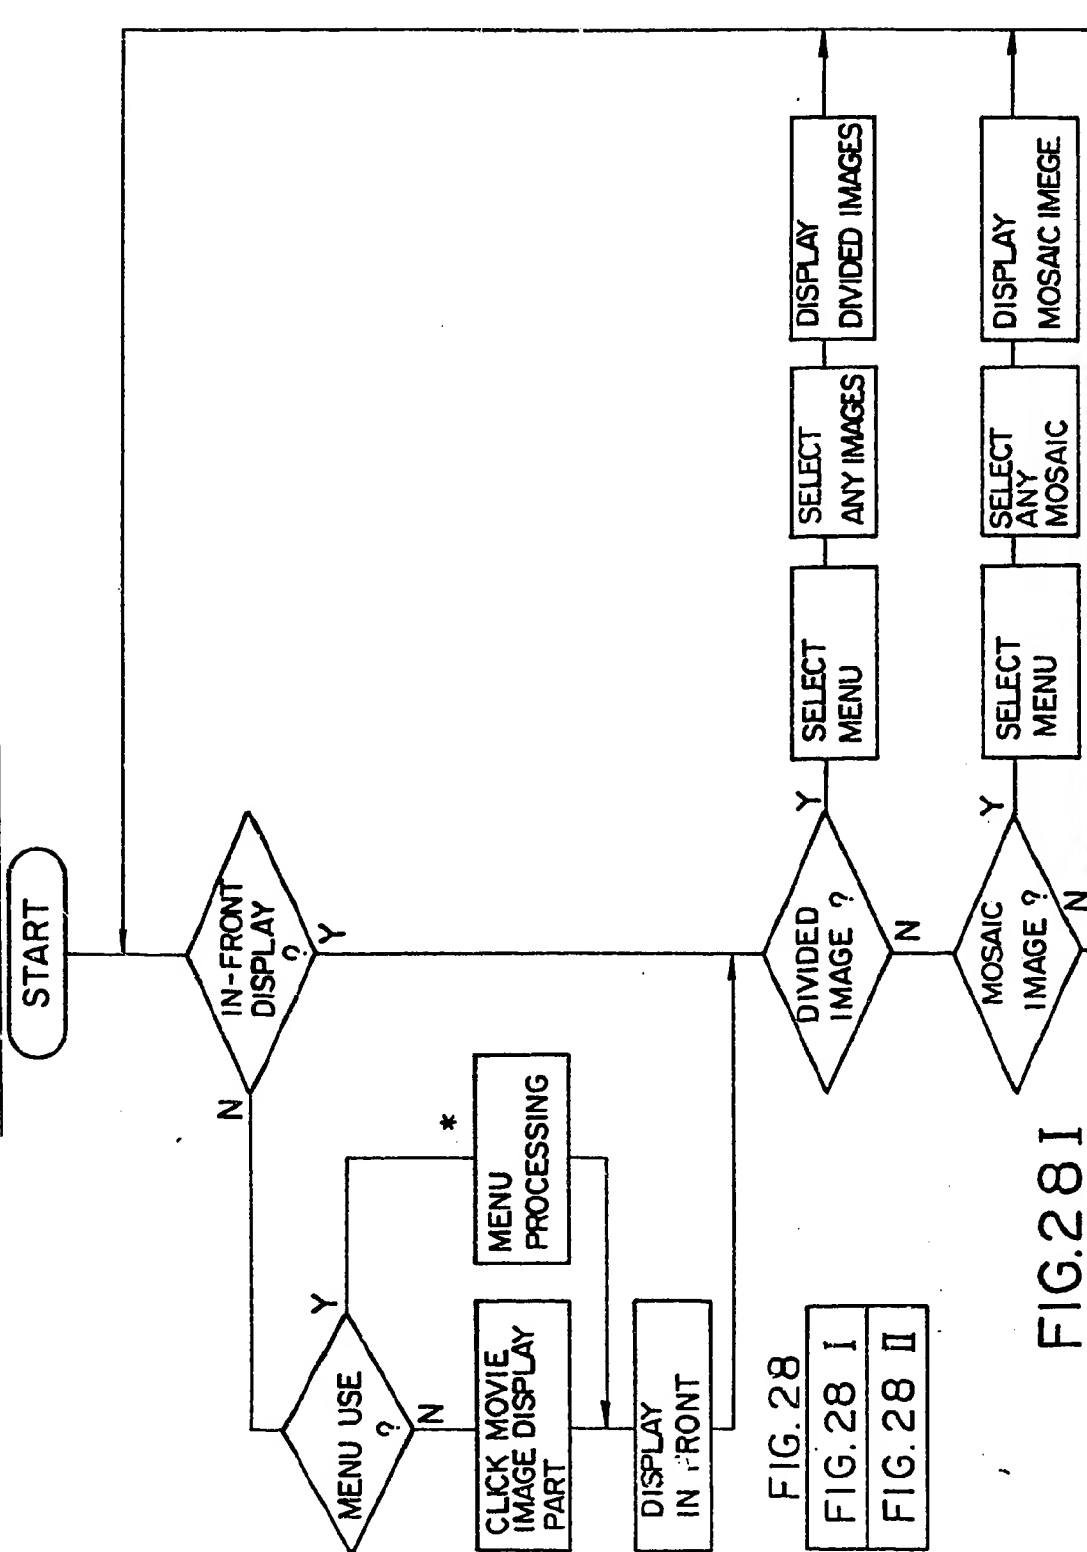 START
IN-FRONT
DISPLAY
?
N
Y
MENU USE
?
Y
N
*
MENU
PROCESSING
CLICK MOVIE
IMAGE DISPLAY
PART
DISPLAY
IN FRONT
DIVIDED
IMAGE ?
Y
N
SELECT
MENU
SELECT
ANY IMAGES
DISPLAY
DIVIDED IMAGES
MOSAIC
IMAGE ?
Y
N
SELECT
MENU
SELECT
ANY
MOSAIC
DISPLAY
MOSAIC IMEGE
FIG. 28
FIG. 28 I
FIG. 28 II
FIG. 28 I